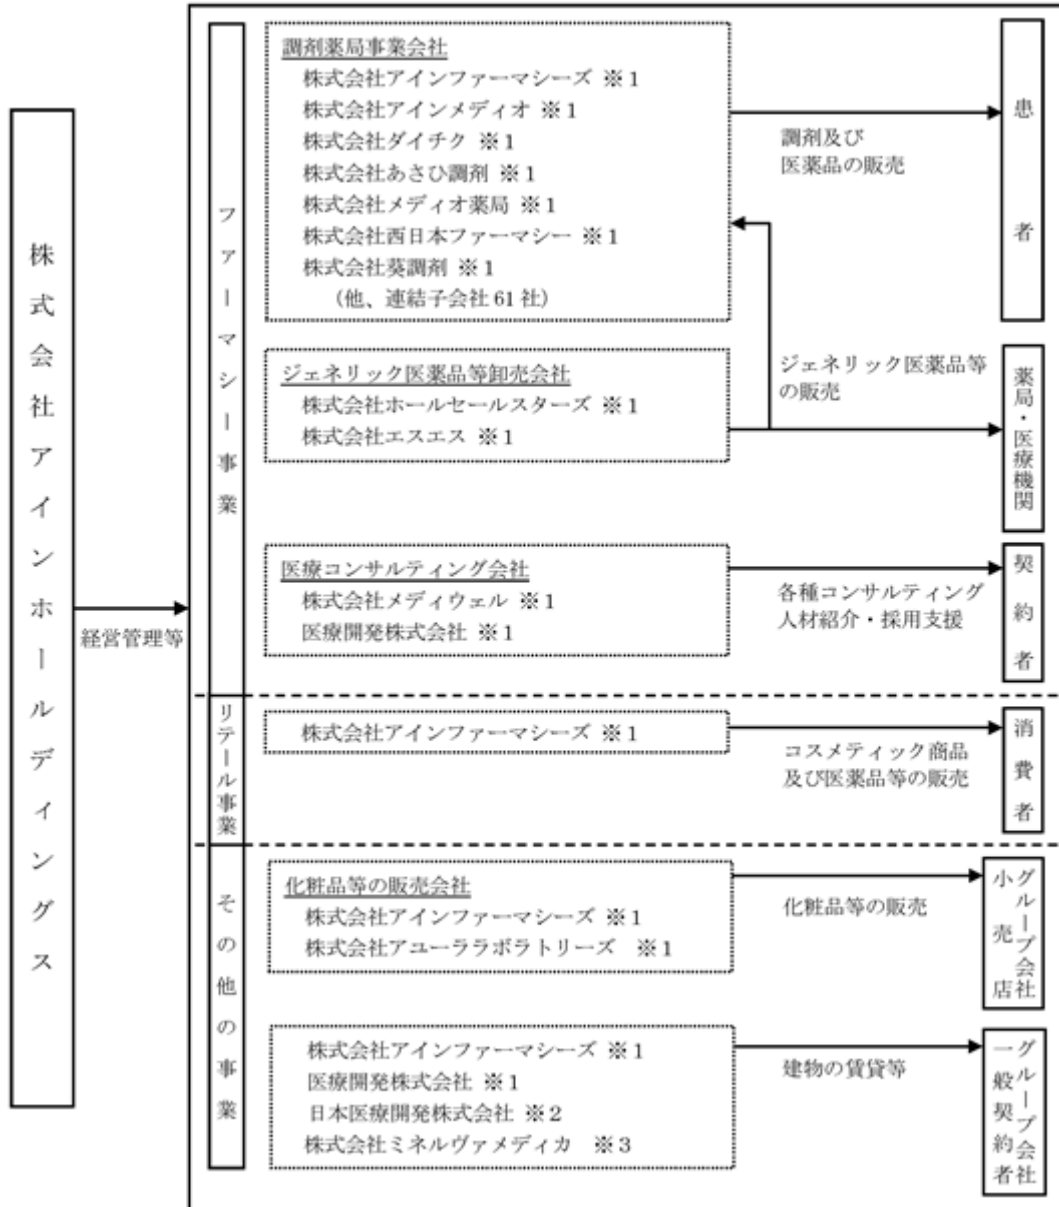 株式会社アインホールディングス
経営管理等
ファーマシー事業
調剤薬局事業会社
株式会社アインファーマシーズ ※1
株式会社アインメディオ ※1
株式会社ダイチク ※1
株式会社あさひ調剤 ※1
株式会社メディオ薬局 ※1
株式会社西日本ファーマシー ※1
株式会社葵調剤 ※1
(他、連結子会社 61 社)
調剤及び
医薬品の販売
患者
ジェネリック医薬品等卸売会社
株式会社ホールセールスターズ ※1
株式会社エスエス ※1
ジェネリック医薬品等
の販売
薬局・医療機関
医療コンサルティング会社
株式会社メディウェル ※1
医療開発株式会社 ※1
各種コンサルティング
人材紹介・採用支援
契約者
リテール事業
株式会社アインファーマシーズ ※1
コスメティック商品
及び医薬品等の販売
消費者
その他の事業
化粧品等の販売会社
株式会社アインファーマシーズ ※1
株式会社アユーララボラトリーズ ※1
化粧品等の販売
グループ会社
小売店
株式会社アインファーマシーズ ※1
医療開発株式会社 ※1
日本医療開発株式会社 ※2
株式会社ミネルヴァメディカ ※3
建物の賃貸等
グループ会社
一般契約者